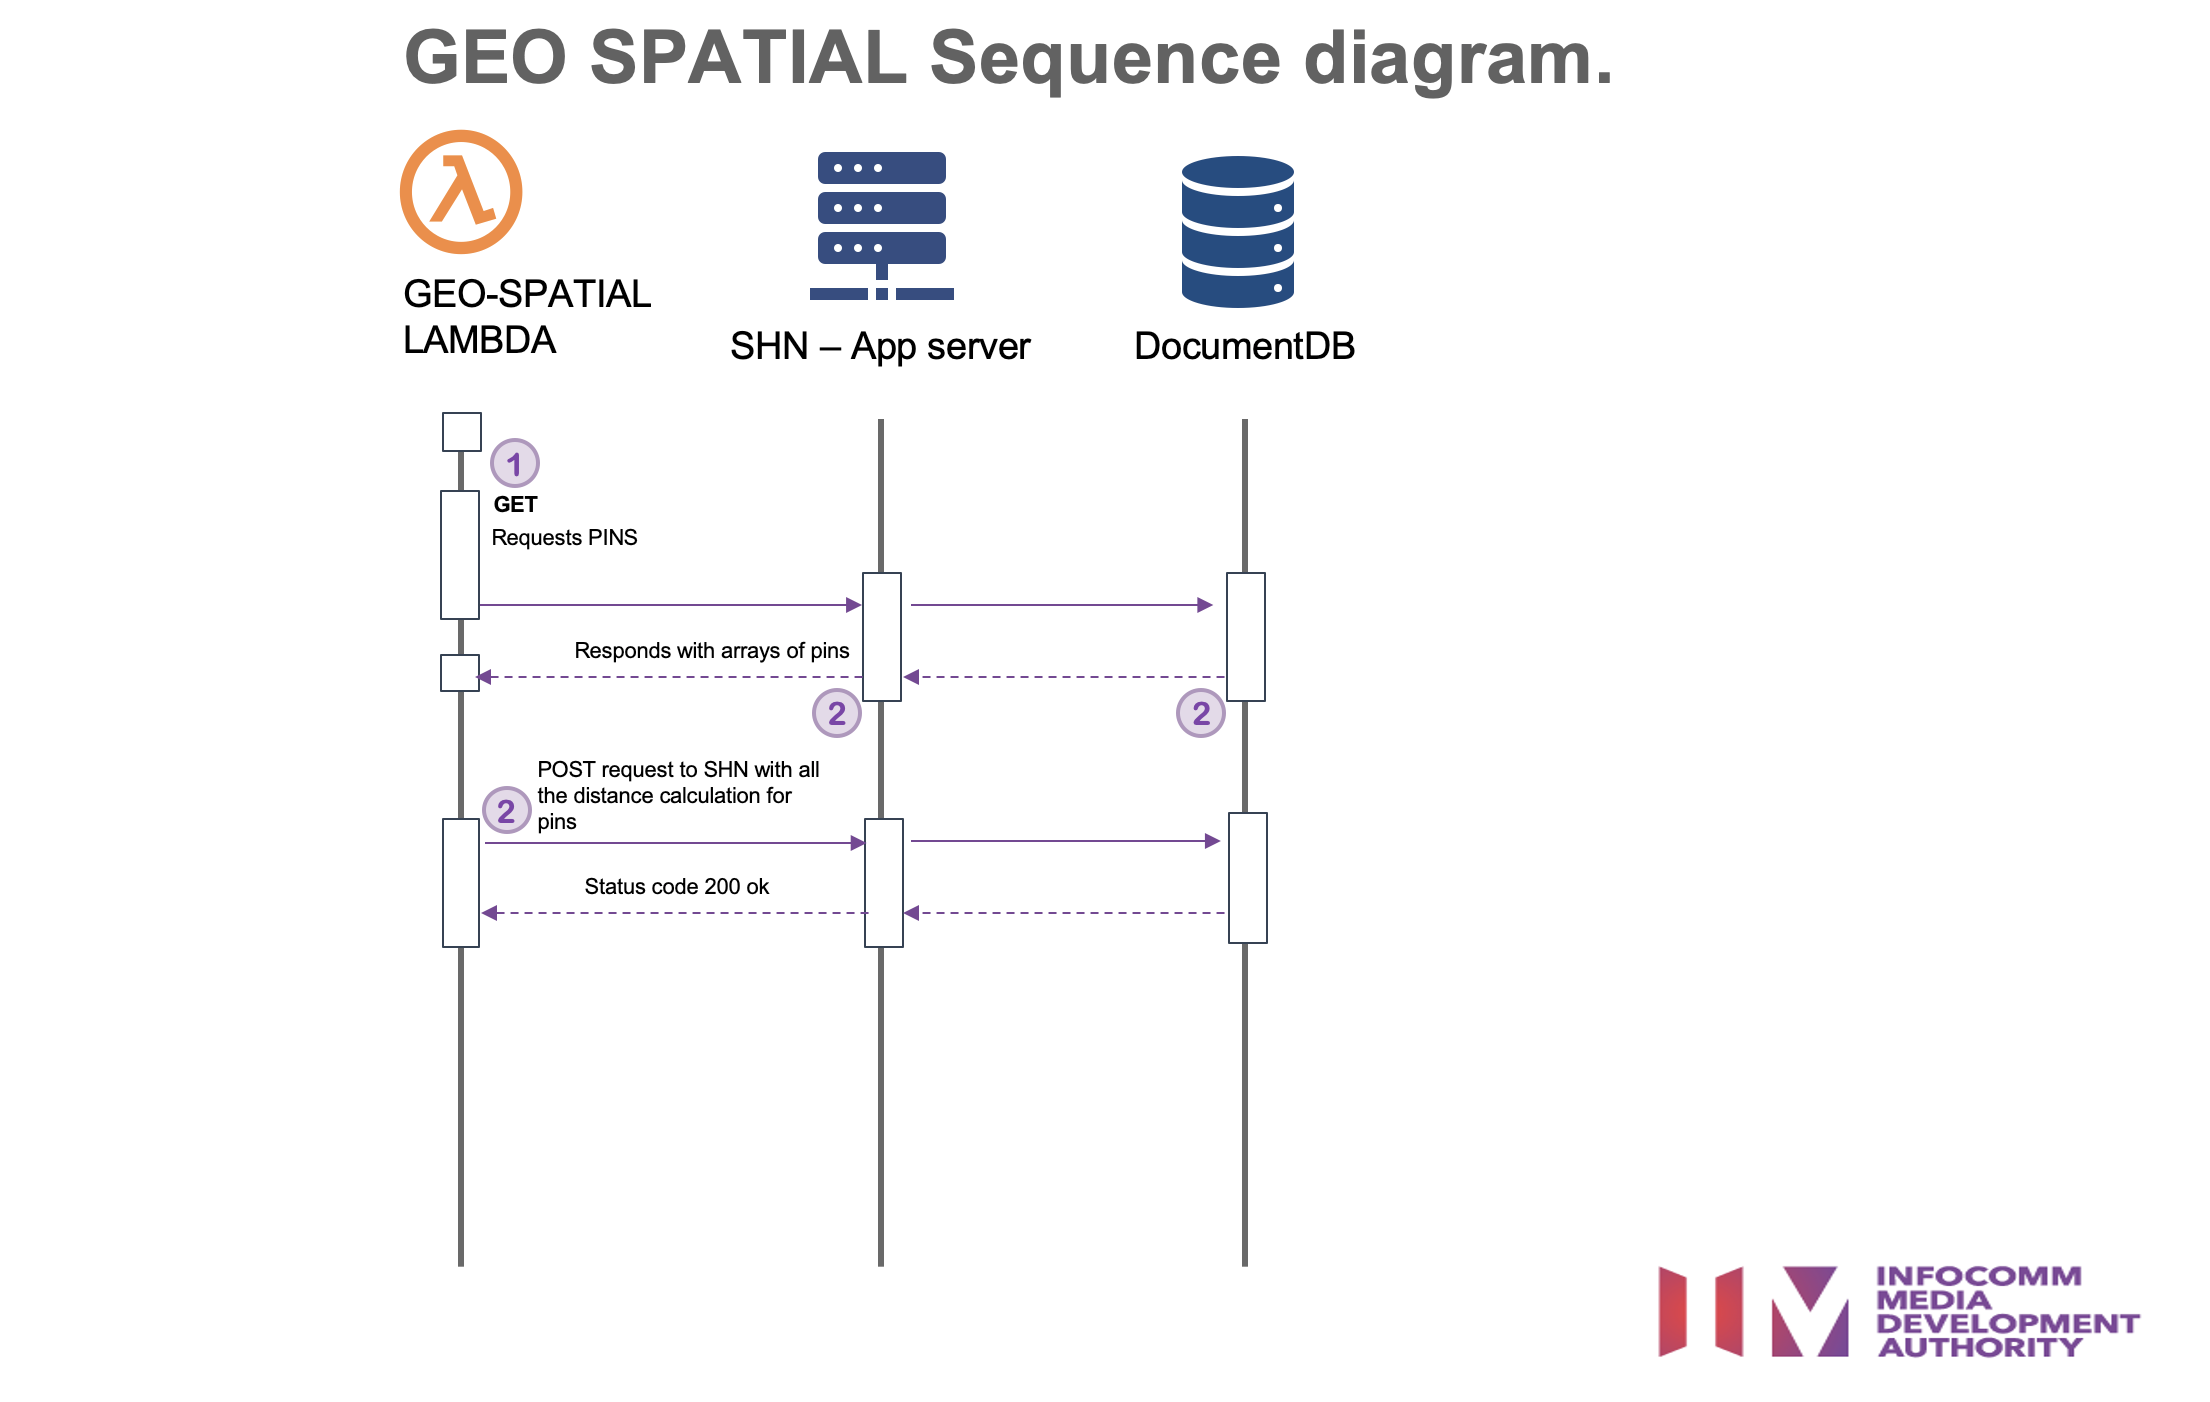 GEO SPATIAL Sequence diagram.
GEO-SPATIAL
LAMBDA
SHN – App server
DocumentDB
1
GET
Requests PINS
Responds with arrays of pins
2
2
POST request to SHN with all
the distance calculation for
pins
2
Status code 200 ok
INFOCOMM
MEDIA
DEVELOPMENT
AUTHORITY